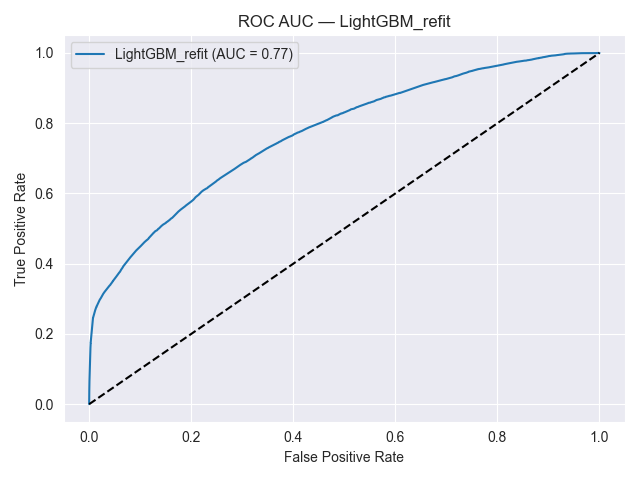 ROC AUC — LightGBM_refit
LightGBM_refit (AUC = 0.77)
True Positive Rate
1.0
0.8
0.6
0.4
0.2
0.0
0.0 0.2 0.4 0.6 0.8 1.0
False Positive Rate